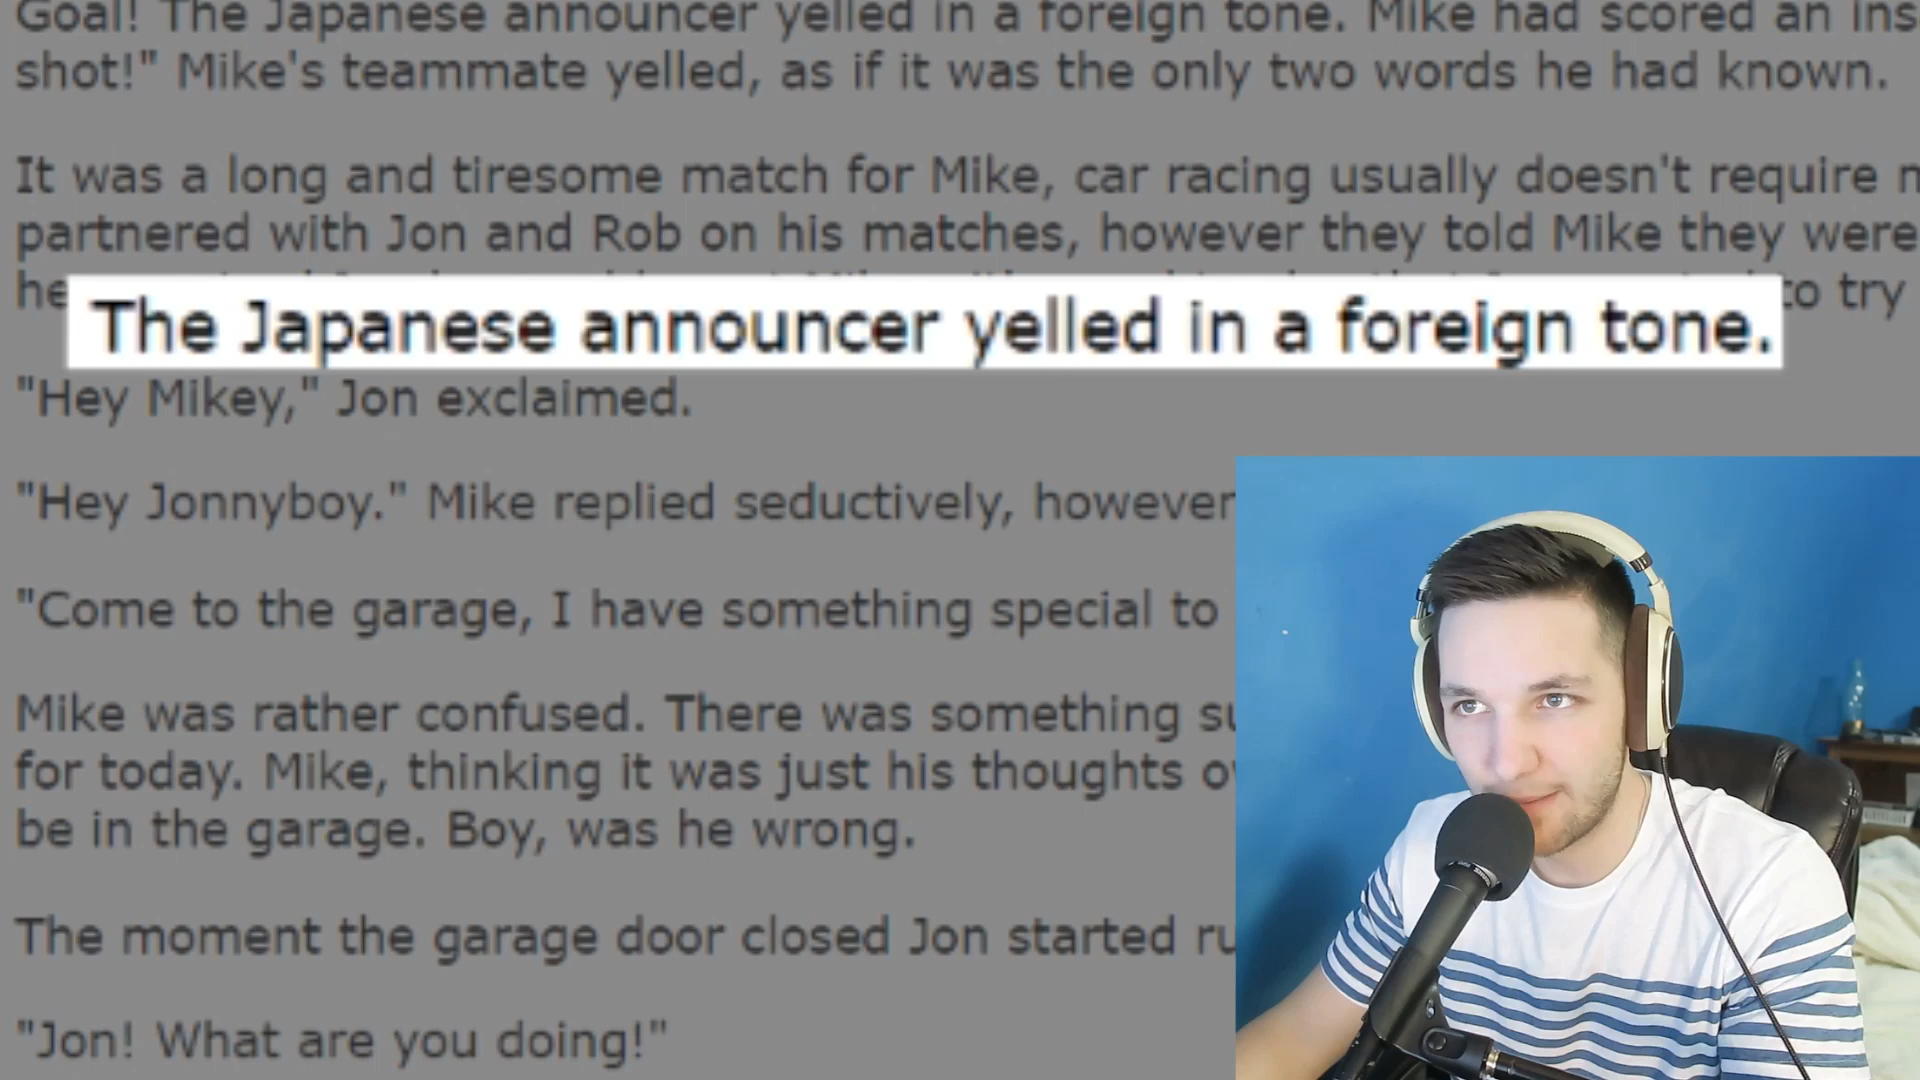 Goal! The Japanese announcer yelled in a foreign tone. Mike had scored an
shot!" Mike's teammate yelled, as if it was the only two words he had known.
It was a long and tiresome match for Mike, car racing usually doesn't require
partnered with Jon and Rob on his matches, however they told Mike they were
to try
The Japanese announcer yelled in a foreign tone.
"Hey Mikey," Jon exclaimed.
"Hey Jonnyboy." Mike replied seductively, however
"Come to the garage, I have something special to
Mike was rather confused. There was something
for today. Mike, thinking it was just his thoughts
be in the garage. Boy, was he wrong.
The moment the garage door closed Jon started
"Jon! What are you doing!"